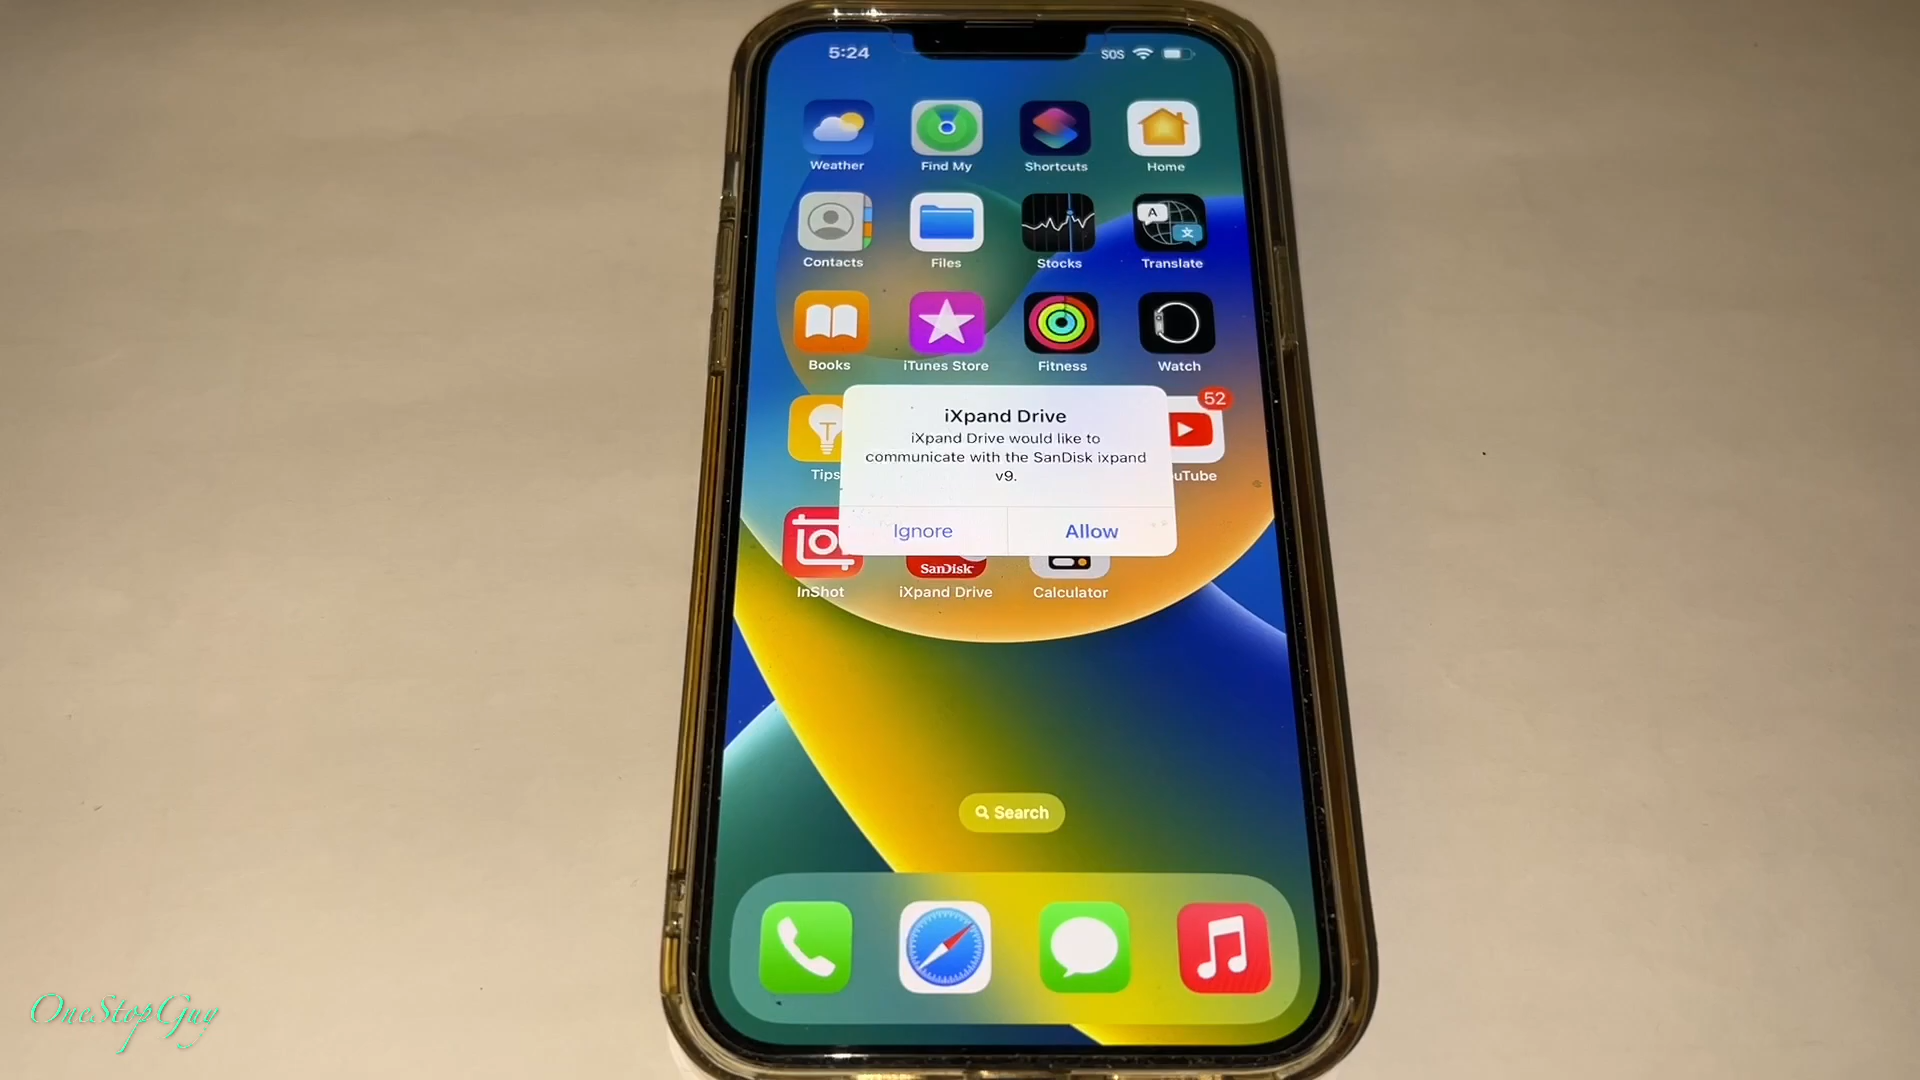 5:24
SOS
Weather
Find My
Shortcuts
Home
A
文
Contacts
Files
Stocks
Translate
Books
iTunes Store
Fitness
Watch
52
T
Tips
uTube
iXpand Drive
iXpand Drive would like to
communicate with the SanDisk ixpand
v9.
Ignore
Allow
SanDisk
InShot
iXpand Drive
Calculator
Search
OneStopGuy